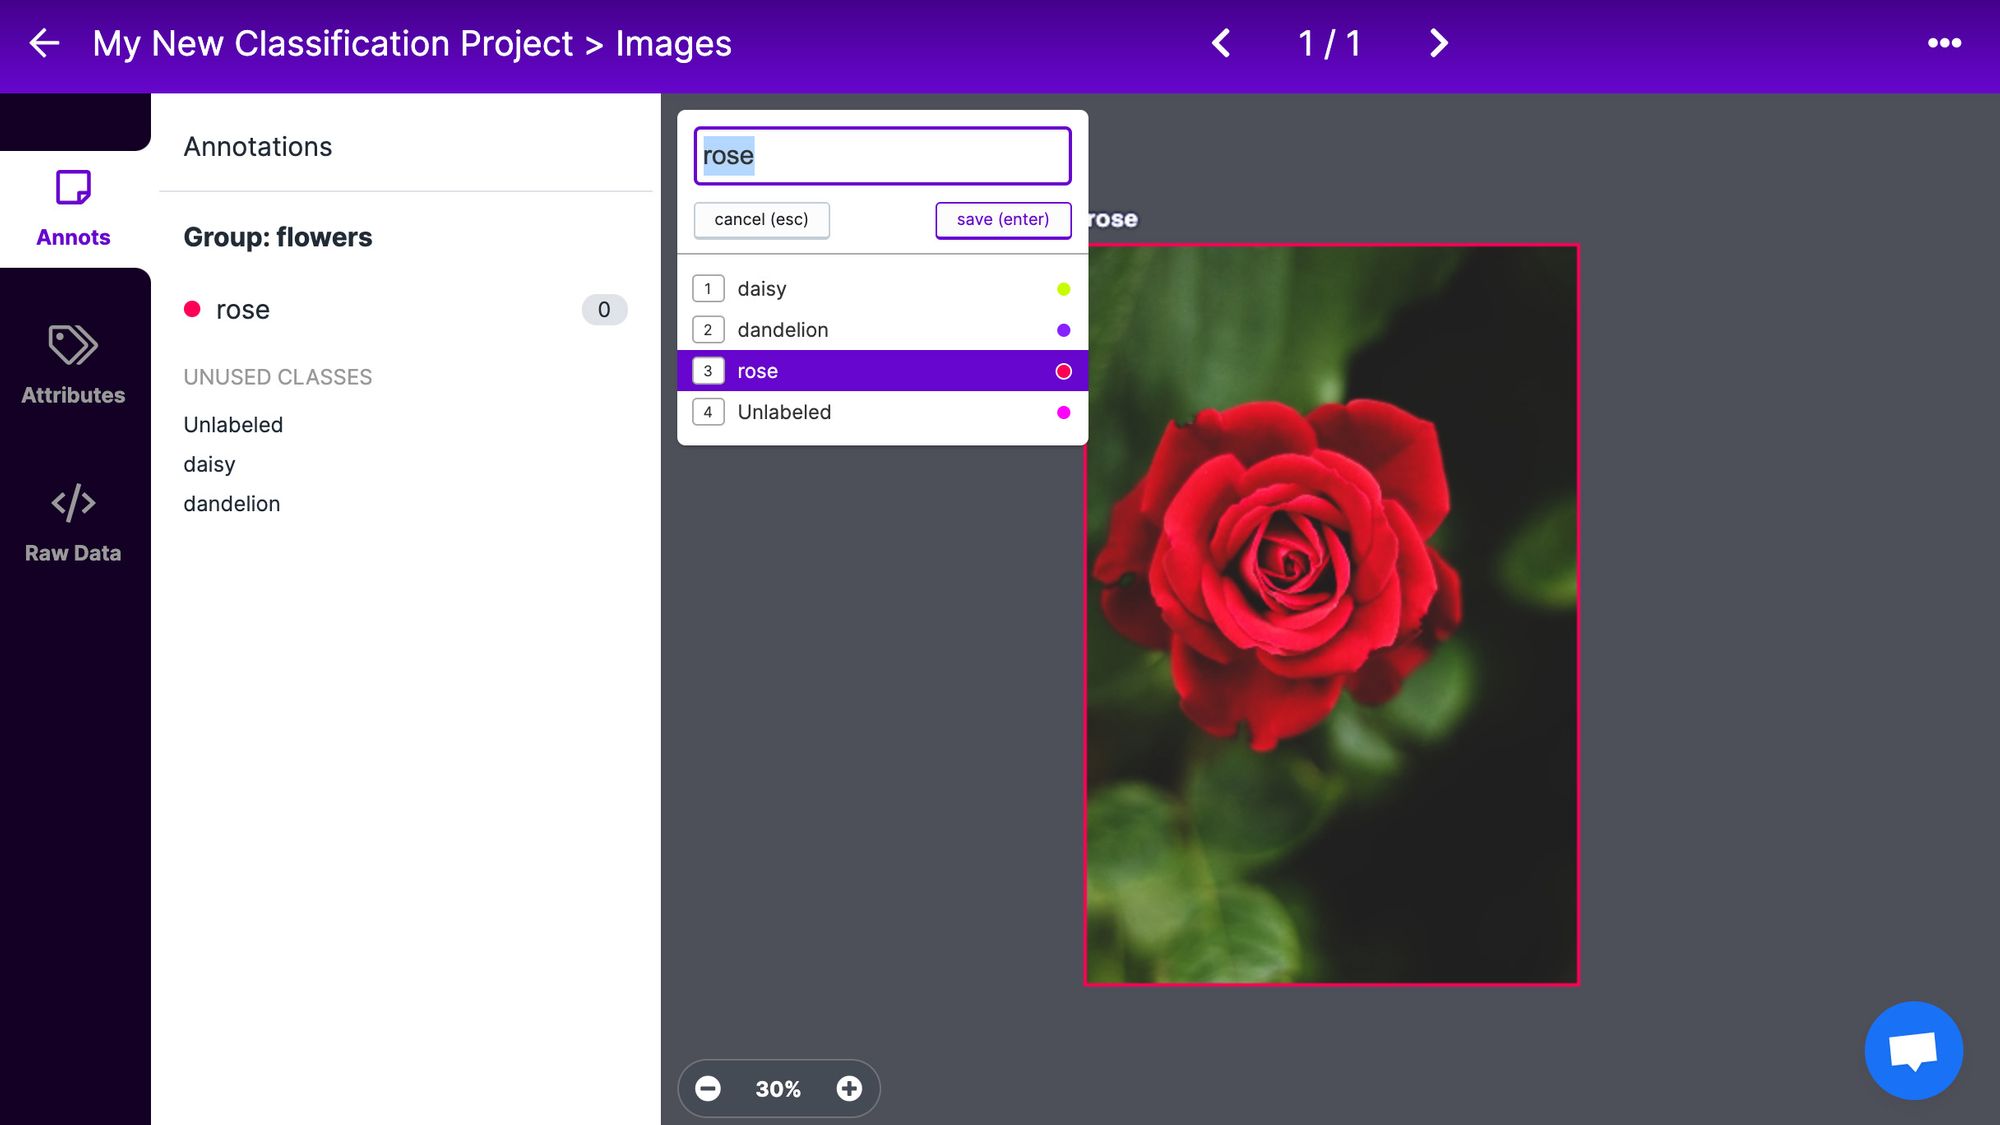 My New Classification Project > Images
1 / 1
Annots
Attributes
Raw Data
Annotations
Group: flowers
rose
0
UNUSED CLASSES
Unlabeled
daisy
dandelion
rose
cancel (esc)
save (enter)
1 daisy
2 dandelion
3 rose
4 Unlabeled
rose
30%